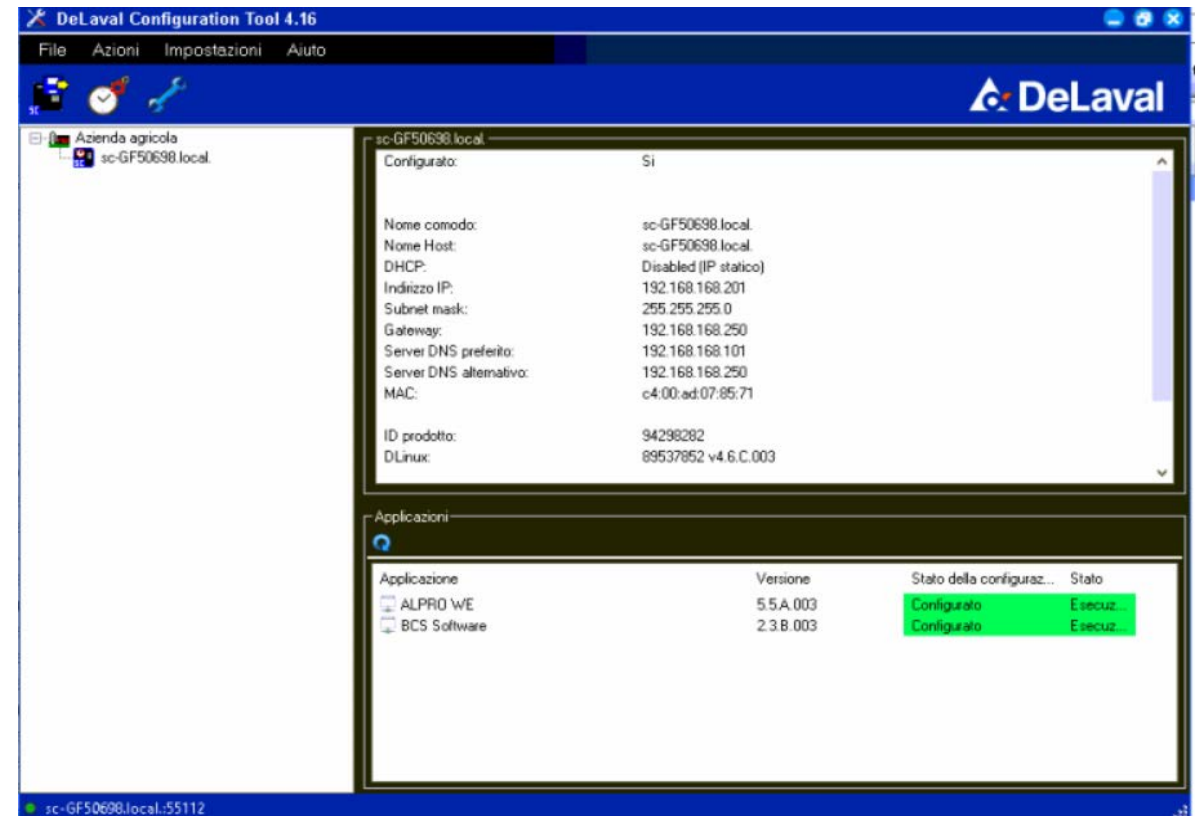 DeLaval Configuration Tool 4.16
File Azioni Impostazioni Aiuto
SC
DeLaval
Azienda agricola
sc-GF50698.local.
sc-GF50698.local.
Configurato: Si
Nome comodo: sc-GF50698.local.
Nome Host: sc-GF50698.local.
DHCP: Disabled (IP statico)
Indirizzo IP: 192.168.168.201
Subnet mask: 255.255.255.0
Gateway: 192.168.168.250
Server DNS preferito: 192.168.168.101
Server DNS alternativo: 192.168.168.250
MAC: c4:00:ad:07:85:71
ID prodotto: 94298282
DLinux: 89537852 v4.6.C.003
Applicazioni
Applicazione Versione Stato della configuraz... Stato
ALPRO WE 5.5.A.003 Configurato Esecuz...
BCS Software 2.3.B.003 Configurato Esecuz...
sc-GF50698.local.:55112